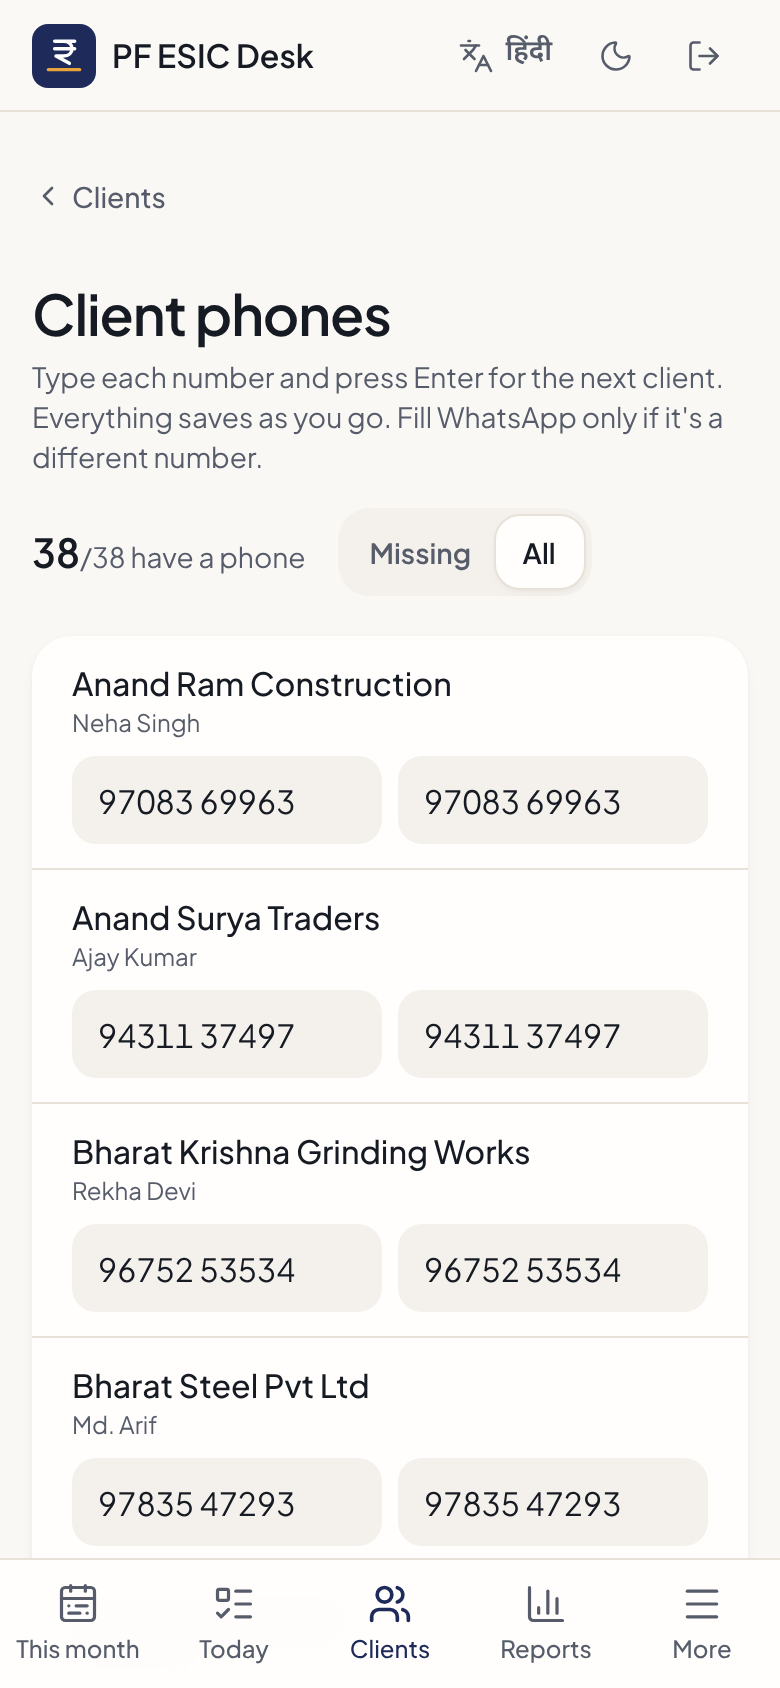 PF ESIC Desk
हिंदी
Clients
Client phones
Type each number and press Enter for the next client.
Everything saves as you go. Fill WhatsApp only if it's a
different number.
38/38 have a phone
Missing
All
Anand Ram Construction
Neha Singh
97083 69963
97083 69963
Anand Surya Traders
Ajay Kumar
94311 37497
94311 37497
Bharat Krishna Grinding Works
Rekha Devi
96752 53534
96752 53534
Bharat Steel Pvt Ltd
Md. Arif
97835 47293
97835 47293
This month
Today
Clients
Reports
More